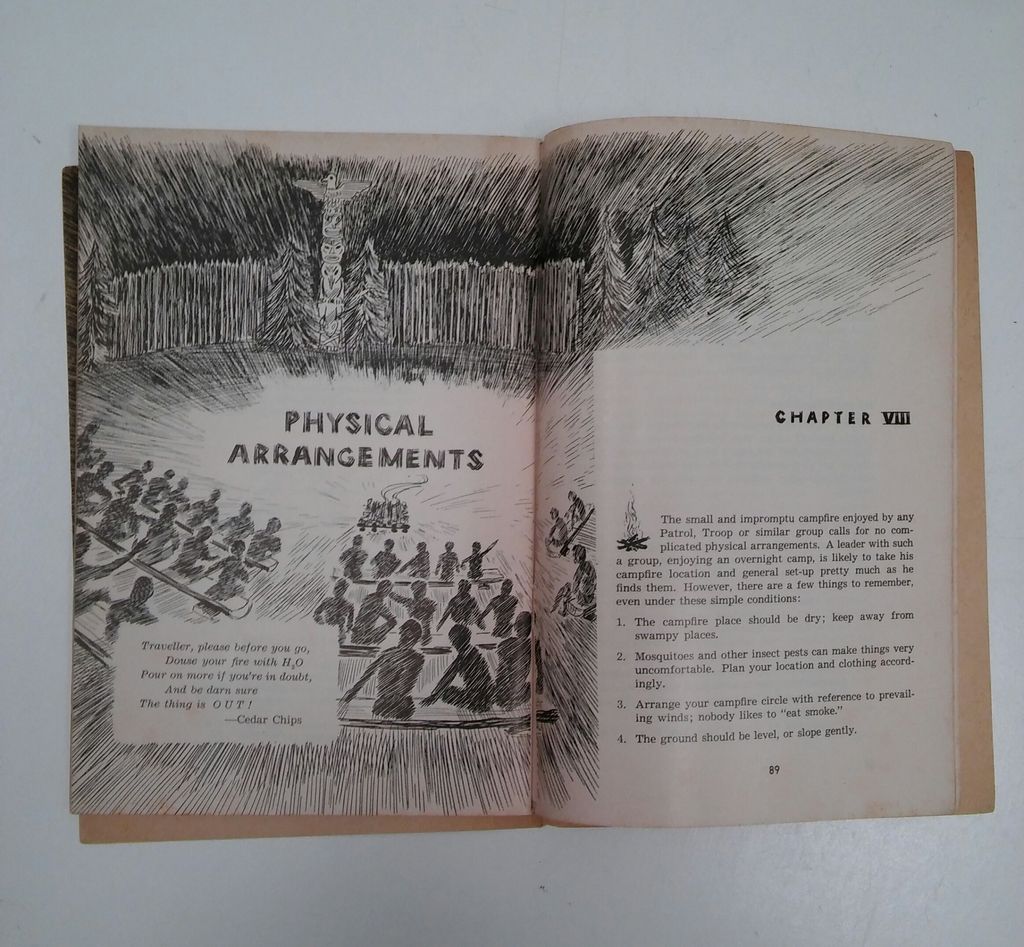 PHYSICAL
ARRANGEMENTS
Traveller, please before you go,
Douse your fire with H₂O
Pour on more if you're in doubt,
And be darn sure
The thing is O U T !
—Cedar Chips
CHAPTER VIII
The small and impromptu campfire enjoyed by any
Patrol, Troop or similar group calls for no com-
plicated physical arrangements. A leader with such
a group, enjoying an overnight camp, is likely to take his
campfire location and general set-up pretty much as he
finds them. However, there are a few things to remember,
even under these simple conditions:
1. The campfire place should be dry; keep away from
swampy places.
2. Mosquitoes and other insect pests can make things very
uncomfortable. Plan your location and clothing accord-
ingly.
3. Arrange your campfire circle with reference to prevail-
ing winds; nobody likes to "eat smoke."
4. The ground should be level, or slope gently.
89